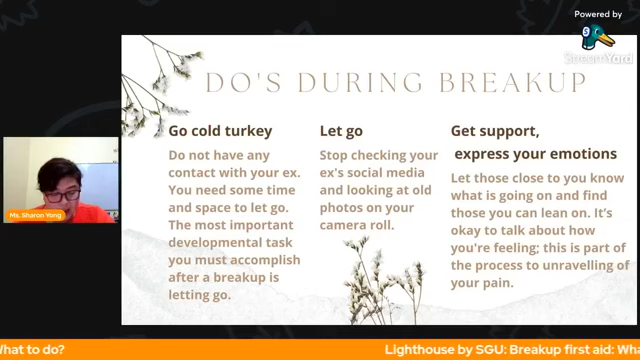 Powered by
StreamYard
DO'S DURING BREAKUP
Go cold turkey
Do not have any
contact with your ex.
You need some time
and space to let go.
The most important
developmental task
you must accomplish
after a breakup is
letting go.
Let go
Stop checking your
ex's social media
and looking at old
photos on your
camera roll.
Get support,
express your emotions
Let those close to you know
what is going on and find
those you can lean on. It's
okay to talk about how
you're feeling; this is part of
the process to unravelling of
your pain.
Ms. Sharon Yong
What to do?
Lighthouse by SGU: Breakup first aid: Wha